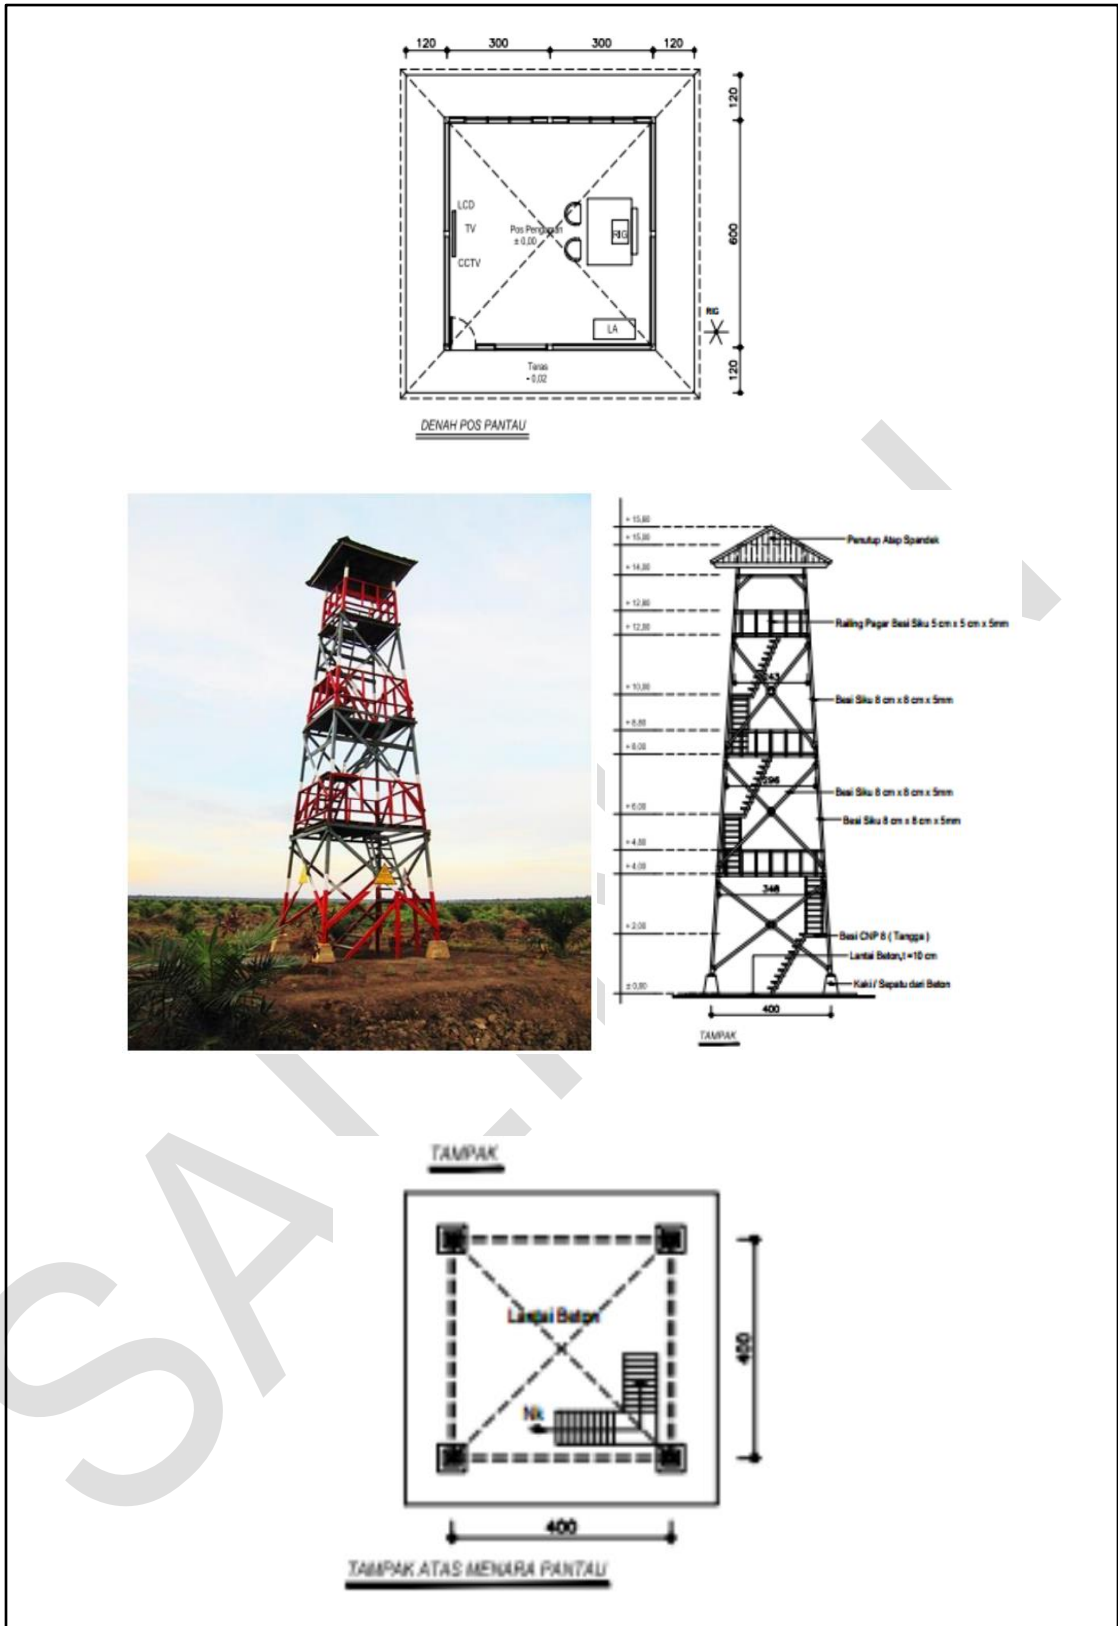 120 300 300 120
120
LCD
TV
Pos Pengaman
± 0,00
RIG
600
CCTV
RIG
LA
Teras
- 0,02
120
DENAH POS PANTAU
+ 15,00
Penutup Atap Spandek
+ 14,00
+ 12,80
Railing Pagar Besi Siku 5 cm x 5 cm x 5mm
+ 12,00
243
+ 10,00
Besi Siku 8 cm x 8 cm x 5mm
+ 8,80
+ 8,00
296
Besi Siku 8 cm x 8 cm x 5mm
+ 6,00
Besi Siku 8 cm x 8 cm x 5mm
+ 4,80
+ 4,00
348
+ 2,00
Besi CNP 8 ( Tangga )
Lantai Beton,t =10 cm
± 0,00
Kaki / Sepatu dari Beton
400
TAMPAK
TAMPAK
Lantai Beton
400
Nk
400
TAMPAK ATAS MENARA PANTAU